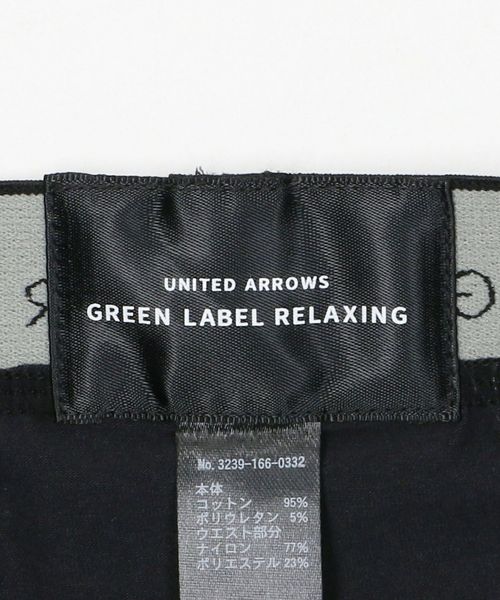 UNITED ARROWS
GREEN LABEL RELAXING
No. 3239-166-0332
本体
コットン 95%
ポリウレタン 5%
ウエスト部分
ナイロン 77%
ポリエステル 23%